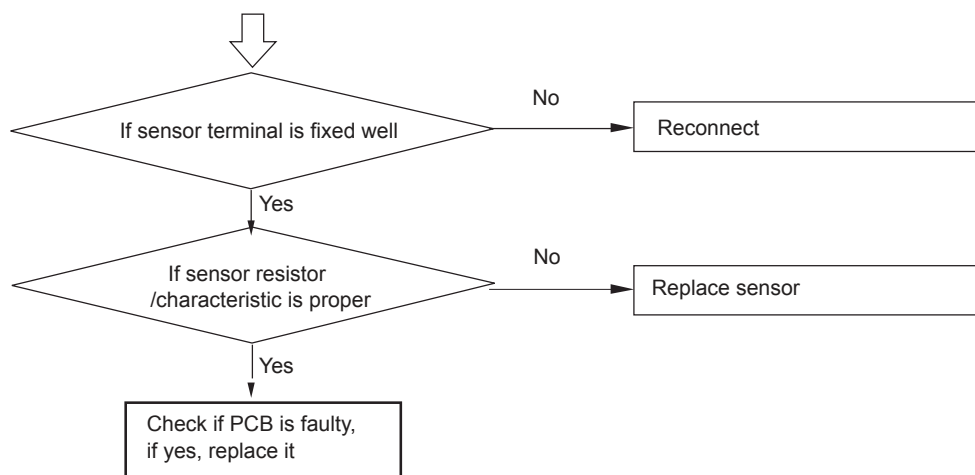 No
If sensor terminal is fixed well
Reconnect
Yes
If sensor resistor
/characteristic is proper
No
Replace sensor
Yes
Check if PCB is faulty,
if yes, replace it